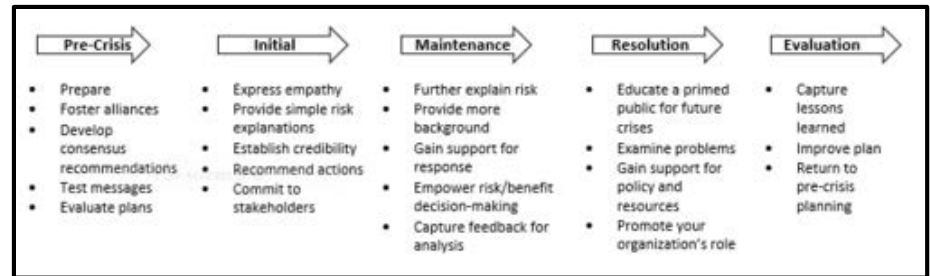 Pre-Crisis
• Prepare
• Foster alliances
• Develop
consensus
recommendations
• Test messages
• Evaluate plans
Initial
• Express empathy
• Provide simple risk
explanations
• Establish credibility
• Recommend actions
• Commit to
stakeholders
Maintenance
• Further explain risk
• Provide more
background
• Gain support for
response
• Empower risk/benefit
decision-making
• Capture feedback for
analysis
Resolution
• Educate a primed
public for future
crises
• Examine problems
• Gain support for
policy and
resources
• Promote your
organization's role
Evaluation
• Capture
lessons
learned
• Improve plan
• Return to
pre-crisis
planning